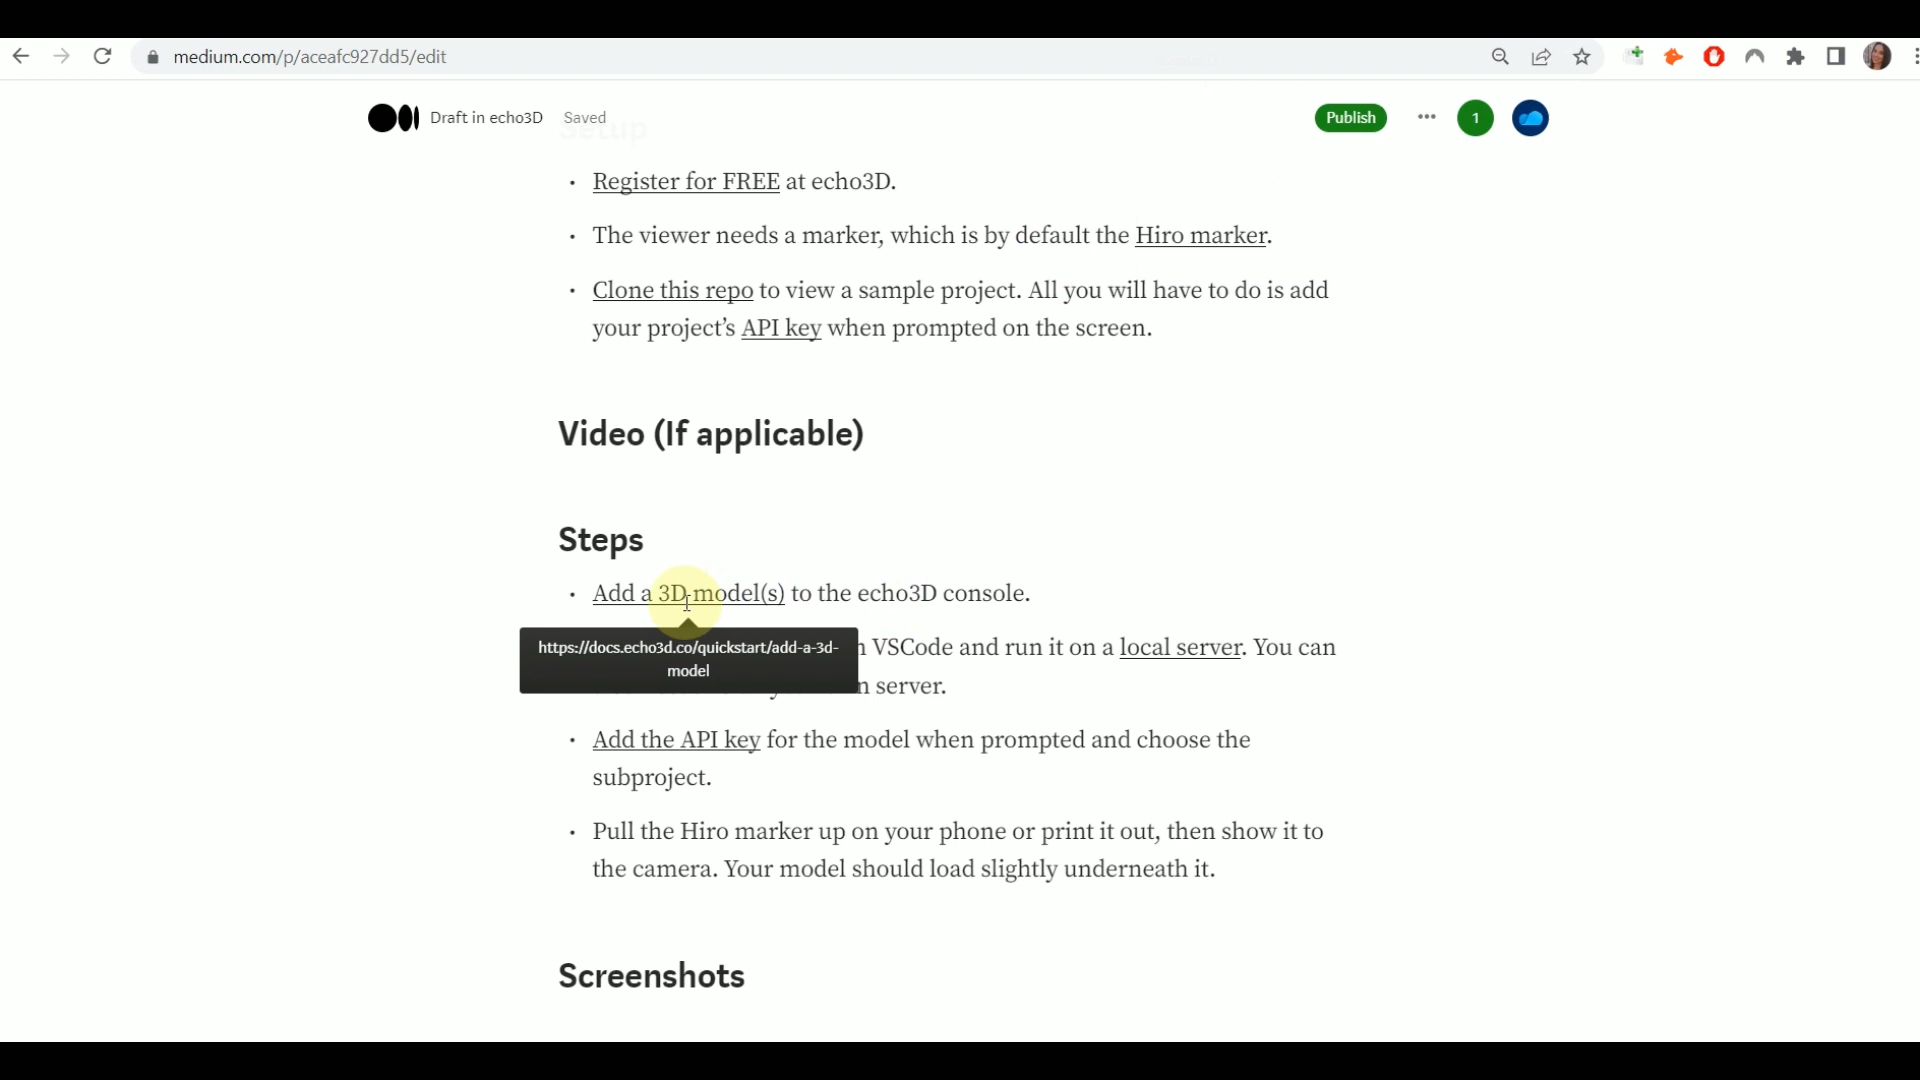 medium.com/p/aceafc927dd5/edit
Draft in echo3D Saved
Publish
1
Setup
• Register for FREE at echo3D.
• The viewer needs a marker, which is by default the Hiro marker.
• Clone this repo to view a sample project. All you will have to do is add
your project’s API key when prompted on the screen.
Video (If applicable)
Steps
• Add a 3D model(s) to the echo3D console.
https://docs.echo3d.co/quickstart/add-a-3d-
model
VSCode and run it on a local server. You can
server.
• Add the API key for the model when prompted and choose the
subproject.
• Pull the Hiro marker up on your phone or print it out, then show it to
the camera. Your model should load slightly underneath it.
Screenshots